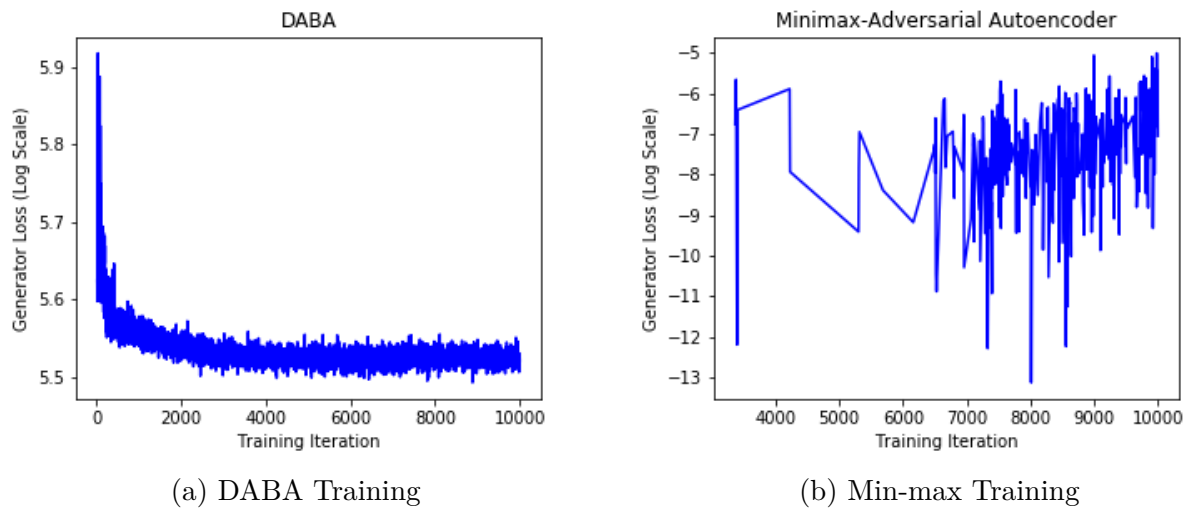 DABA
5.9
5.8
5.7
5.6
5.5
Generator Loss (Log Scale)
0 2000 4000 6000 8000 10000
Training Iteration
(a) DABA Training
Minimax-Adversarial Autoencoder
−5
−6
−7
−8
−9
−10
−11
−12
−13
Generator Loss (Log Scale)
4000 5000 6000 7000 8000 9000 10000
Training Iteration
(b) Min-max Training